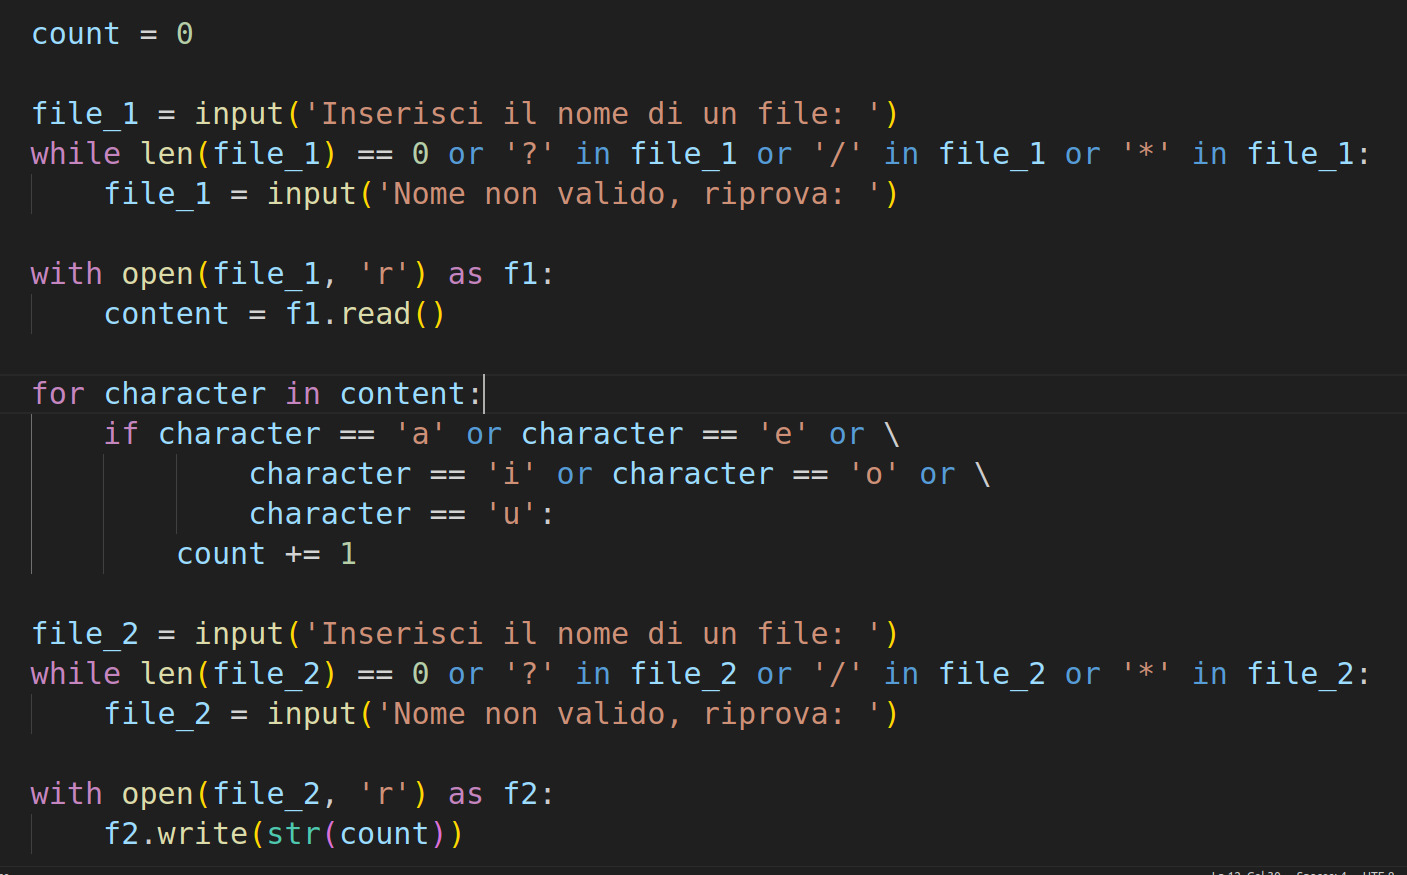 count = 0
file_1 = input('Inserisci il nome di un file: ')
while len(file_1) == 0 or '?' in file_1 or '/' in file_1 or '*' in file_1:
    file_1 = input('Nome non valido, riprova: ')
with open(file_1, 'r') as f1:
    content = f1.read()
for character in content:
    if character == 'a' or character == 'e' or \
            character == 'i' or character == 'o' or \
            character == 'u':
        count += 1
file_2 = input('Inserisci il nome di un file: ')
while len(file_2) == 0 or '?' in file_2 or '/' in file_2 or '*' in file_2:
    file_2 = input('Nome non valido, riprova: ')
with open(file_2, 'r') as f2:
    f2.write(str(count))